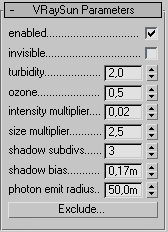 - VRaySun Parameters
enabled
invisible
turbidity 2,0
ozone 0,5
intensity multiplier 0,02
size multiplier 2,5
shadow subdivs 3
shadow bias 0,17m
photon emit radius 50,0m
Exclude...